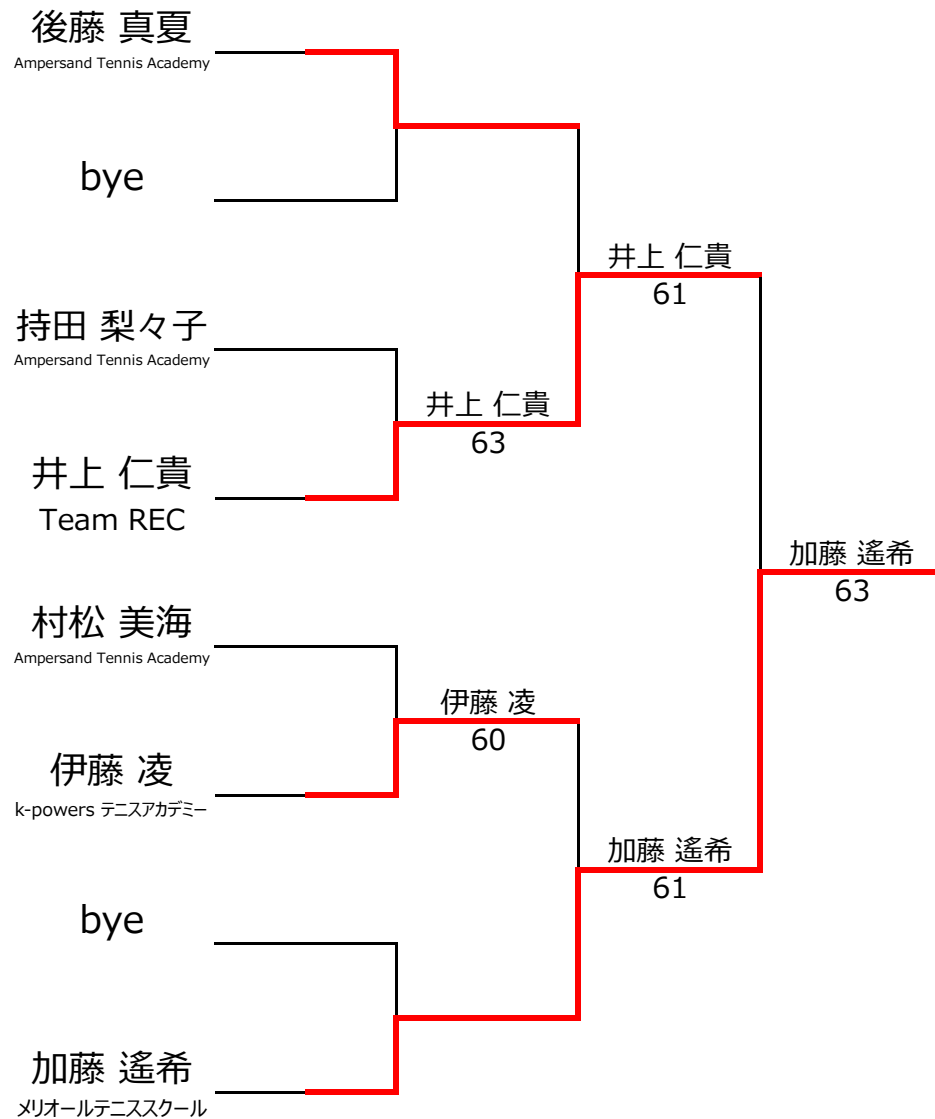 後藤 真夏
Ampersand Tennis Academy
bye
持田 梨々子
Ampersand Tennis Academy
井上 仁貴
Team REC
村松 美海
Ampersand Tennis Academy
伊藤 凌
k-powers テニスアカデミー
bye
加藤 遙希
メリオールテニススクール
井上 仁貴
63
伊藤 凌
60
井上 仁貴
61
加藤 遙希
61
加藤 遙希
63